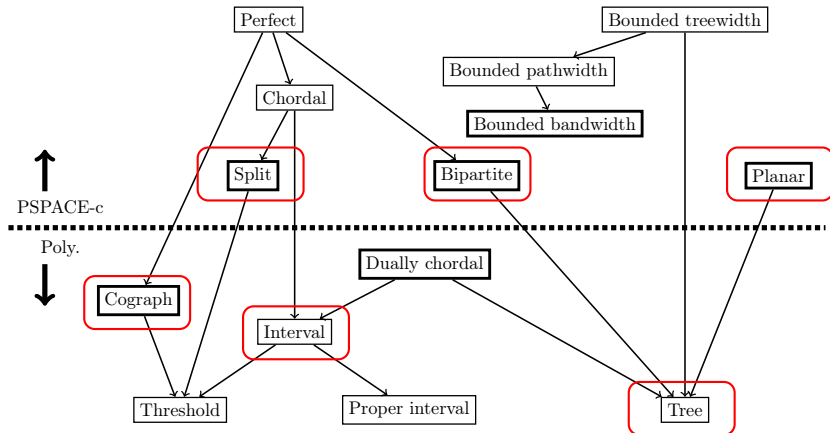 Perfect
Bounded treewidth
Bounded pathwidth
Chordal
Bounded bandwidth
Split
Bipartite
Planar
PSPACE-c
Poly.
Dually chordal
Cograph
Interval
Threshold
Proper interval
Tree